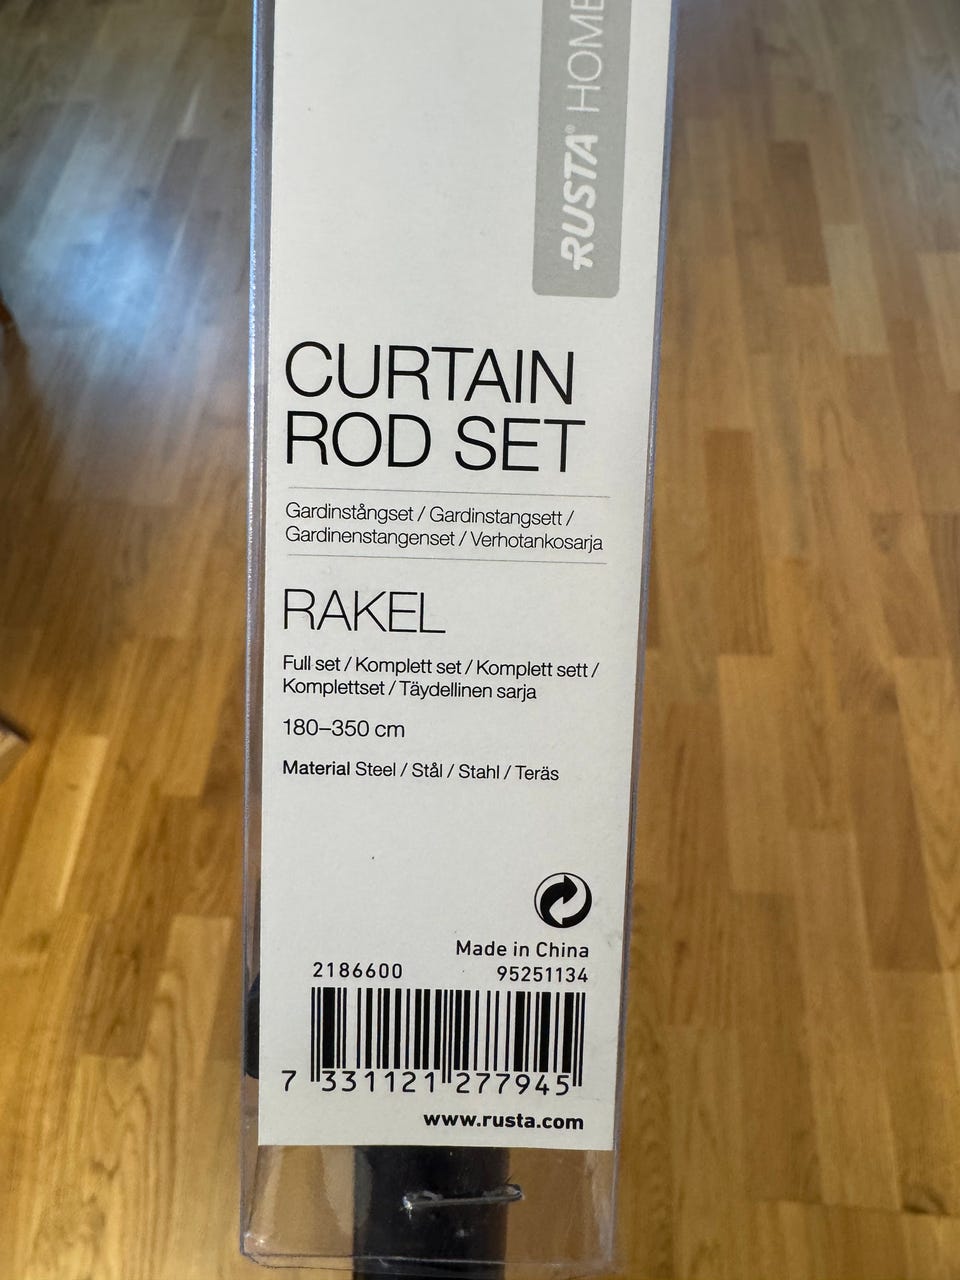 RUSTA® HOME
CURTAIN
ROD SET
Gardinstångset / Gardinstangsett /
Gardinenstangenset / Verhotankosarja
RAKEL
Full set / Komplett set / Komplett sett /
Komplettset / Täydellinen sarja
180–350 cm
Material Steel / Stål / Stahl / Teräs
Made in China
2186600 95251134
7 331121 277945
www.rusta.com